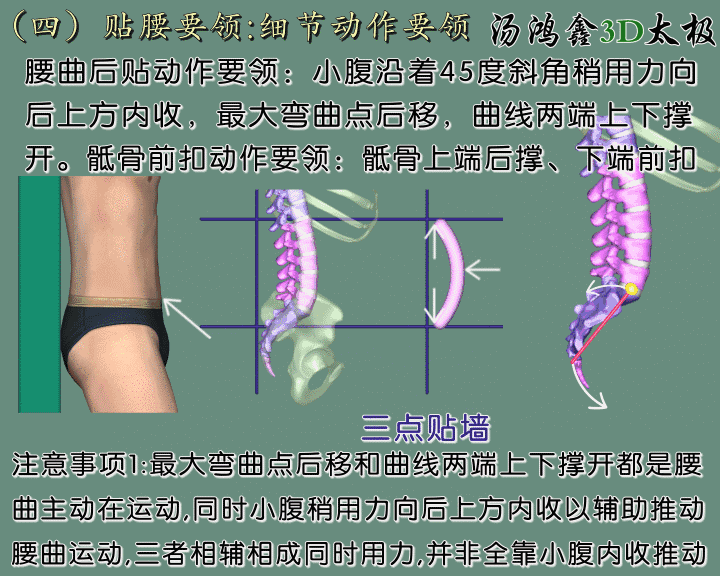 (四) 贴腰要领:细节动作要领 汤鸿鑫3D太极
腰曲后贴动作要领：小腹沿着45度斜角稍用力向
后上方内收，最大弯曲点后移，曲线两端上下撑
开。骶骨前扣动作要领：骶骨上端后撑、下端前扣
三点贴墙
注意事项1:最大弯曲点后移和曲线两端上下撑开都是腰
曲主动在运动,同时小腹稍用力向后上方内收以辅助推动
腰曲运动,三者相辅相成同时用力,并非全靠小腹内收推动